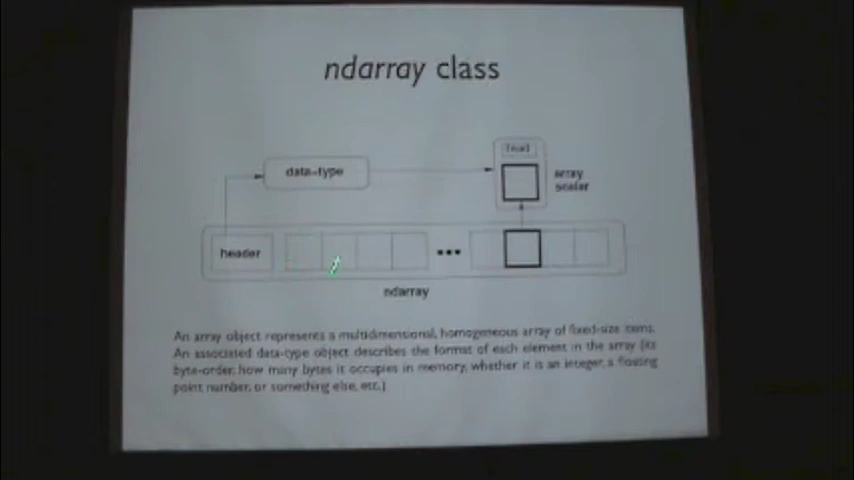 ndarray class
head
data-type
array
scalar
header
ndarray
An array object represents a multidimentional, homogeneous array of fixed-size items.
An associated data-type object describes the format of each element in the array (its
byte-order, how many bytes it occupies in memory, whether it is an integer, a floating
point number, or something else, etc.)